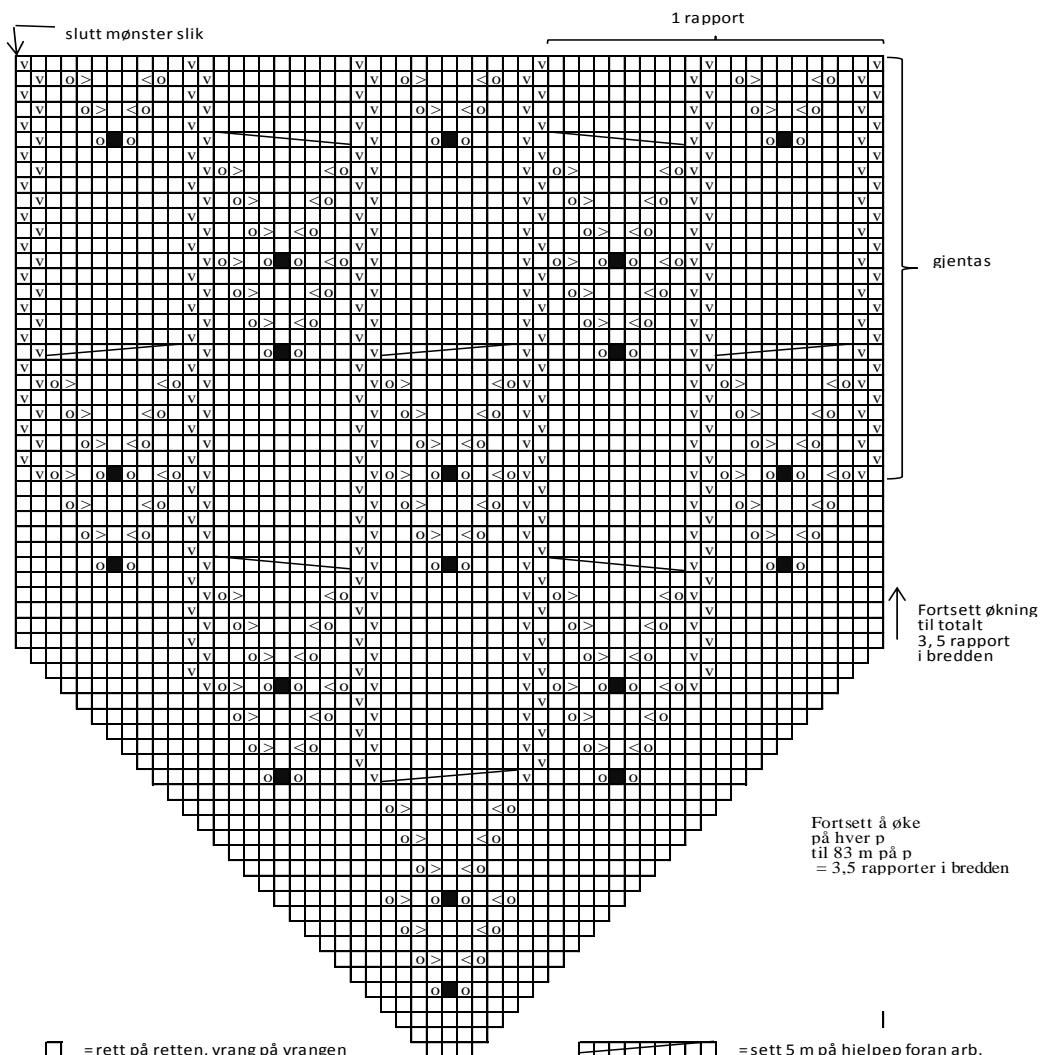 slutt mønster slik
1 rapport
gjentas
Fortsett økning
til totalt
3, 5 rapport
i bredden
Fortsett å øke
på hver p
til 83 m på p
= 3,5 rapporter i bredden
= rett på retten, vrang på vrangen
= sett 5 m på hjelpep foran arb.